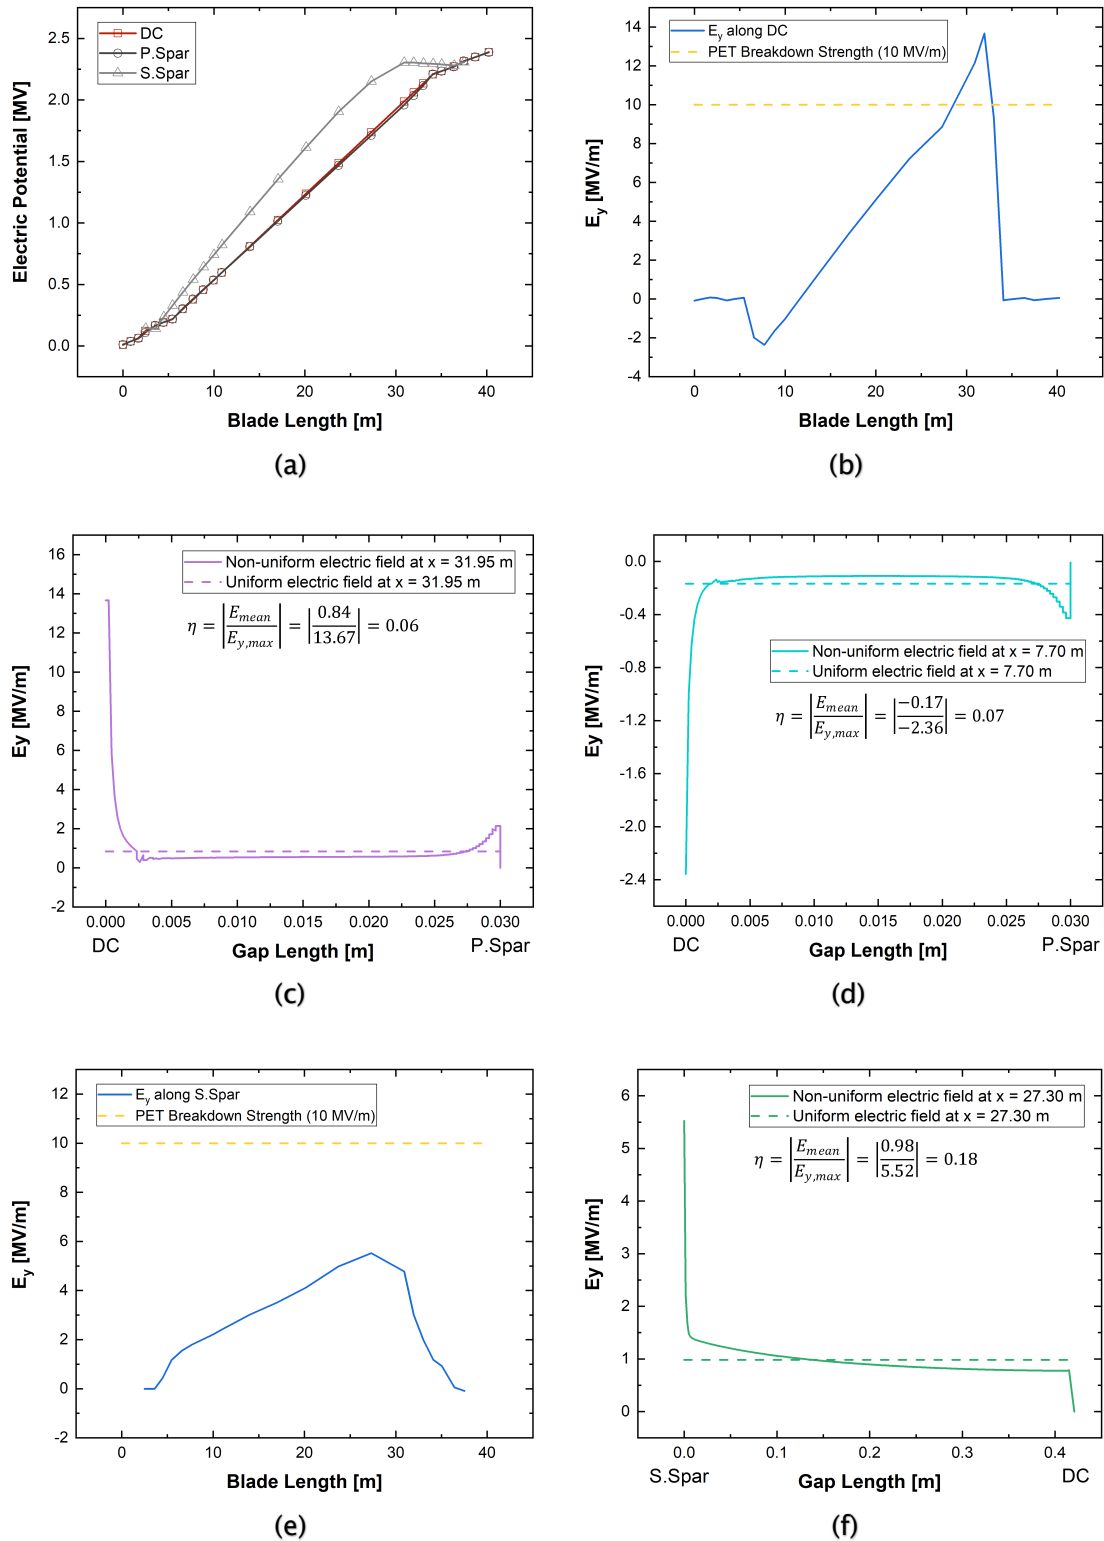 DC
P.Spar
S.Spar
2.5
2.0
1.5
1.0
0.5
0.0
Electric Potential [MV]
0 10 20 30 40
Blade Length [m]
(a)
E_y along DC
PET Breakdown Strength (10 MV/m)
14
12
10
8
6
4
2
0
-2
-4
E_y [MV/m]
0 10 20 30 40
Blade Length [m]
(b)
Non-uniform electric field at x = 31.95 m
Uniform electric field at x = 31.95 m
η = |E_mean / E_y,max| = |0.84 / 13.67| = 0.06
16
14
12
10
8
6
4
2
0
-2
Ey [MV/m]
0.000 0.005 0.010 0.015 0.020 0.025 0.030
DC Gap Length [m] P.Spar
(c)
0.0
-0.4
-0.8
-1.2
-1.6
-2.0
-2.4
Ey [MV/m]
Non-uniform electric field at x = 7.70 m
Uniform electric field at x = 7.70 m
η = |E_mean / E_y,max| = |-0.17 / -2.36| = 0.07
0.000 0.005 0.010 0.015 0.020 0.025 0.030
DC Gap Length [m] P.Spar
(d)
E_y along S.Spar
PET Breakdown Strength (10 MV/m)
12
10
8
6
4
2
0
-2
E_y [MV/m]
0 10 20 30 40
Blade Length [m]
(e)
Non-uniform electric field at x = 27.30 m
Uniform electric field at x = 27.30 m
η = |E_mean / E_y,max| = |0.98 / 5.52| = 0.18
6
5
4
3
2
1
0
Ey [MV/m]
0.0 0.1 0.2 0.3 0.4
S.Spar Gap Length [m] DC
(f)